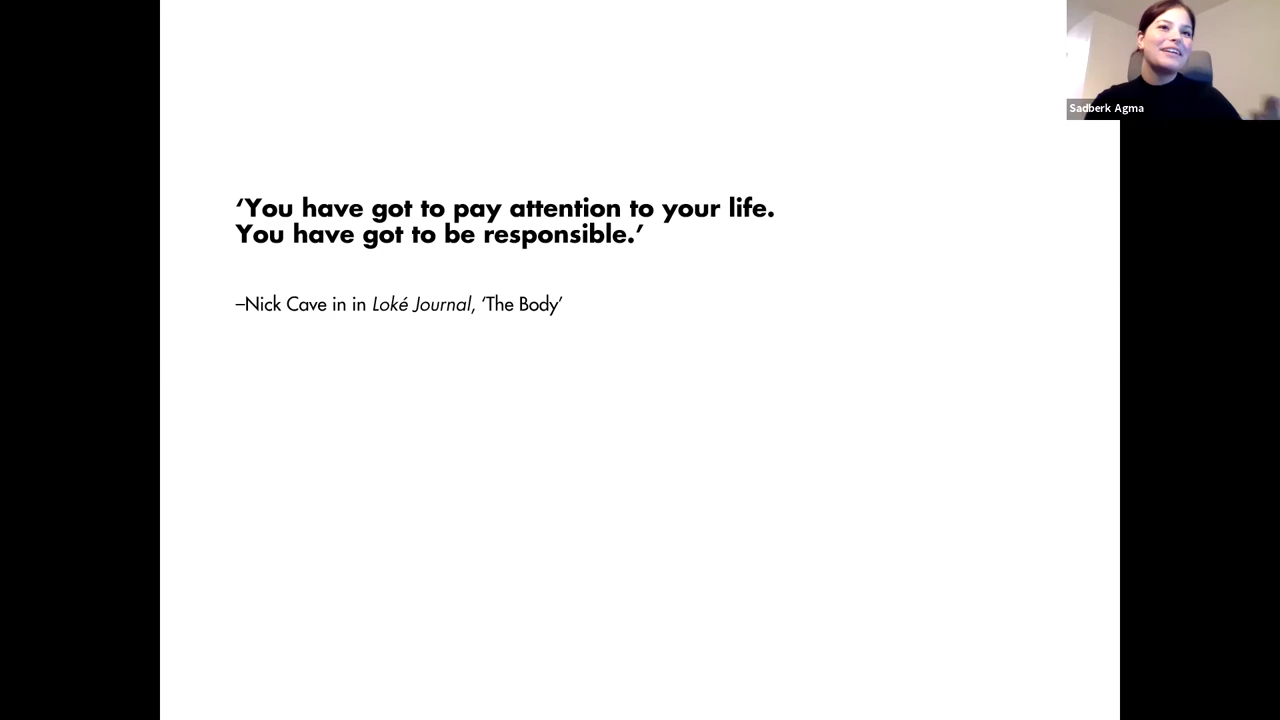 Sadberk Agma
‘You have got to pay attention to your life.
You have got to be responsible.’
–Nick Cave in in Loké Journal, ‘The Body’